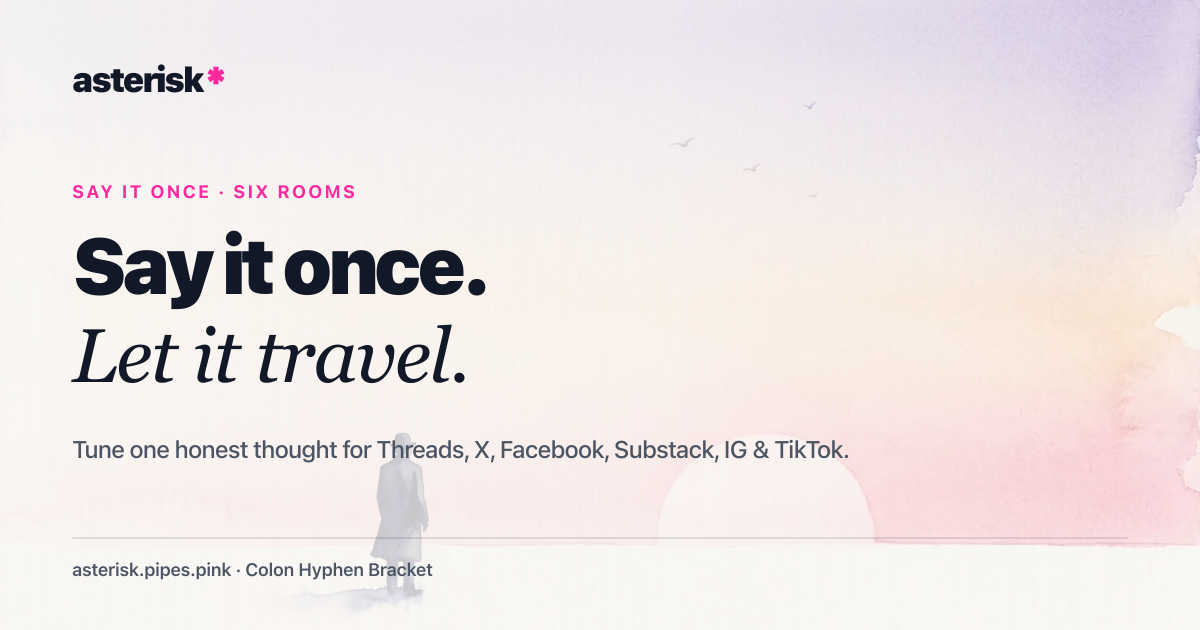 asterisk*
SAY IT ONCE · SIX ROOMS
Say it once.
Let it travel.
Tune one honest thought for Threads, X, Facebook, Substack, IG & TikTok.
asterisk.pipes.pink · Colon Hyphen Bracket